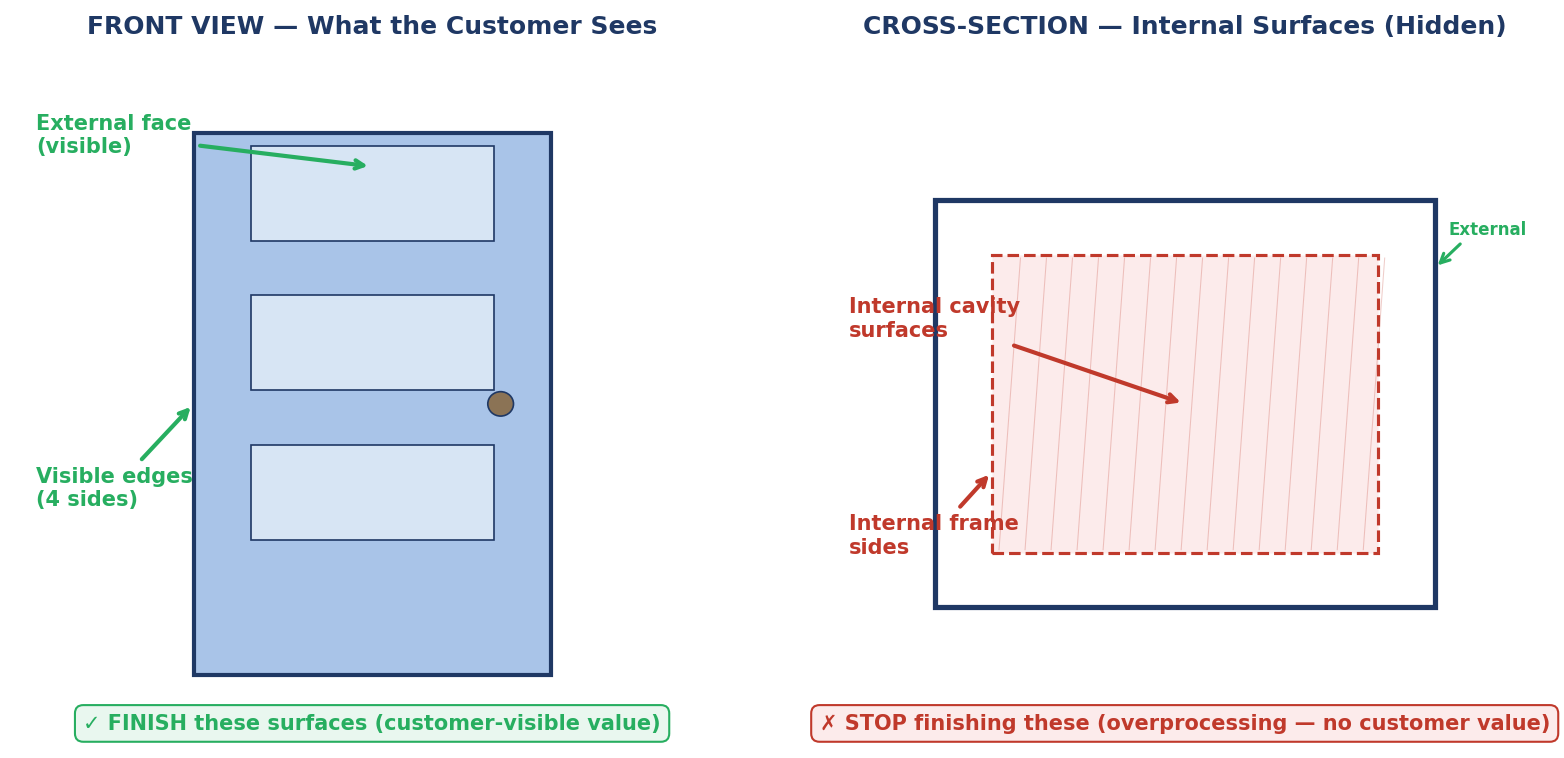 FRONT VIEW — What the Customer Sees
External face
(visible)
Visible edges
(4 sides)
✓ FINISH these surfaces (customer-visible value)
CROSS-SECTION — Internal Surfaces (Hidden)
External
Internal cavity
surfaces
Internal frame
sides
✗ STOP finishing these (overprocessing — no customer value)